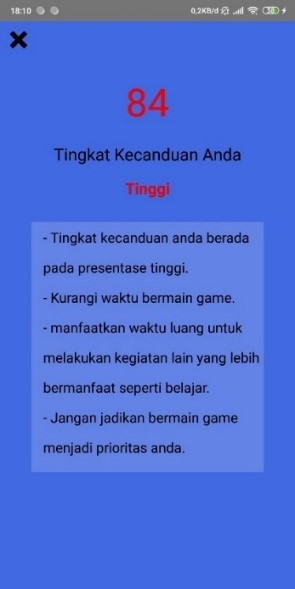 18:10 0,2KB/d
84
Tingkat Kecanduan Anda
Tinggi
- Tingkat kecanduan anda berada
pada presentase tinggi.
- Kurangi waktu bermain game.
- manfaatkan waktu luang untuk
melakukan kegiatan lain yang lebih
bermanfaat seperti belajar.
- Jangan jadikan bermain game
menjadi prioritas anda.